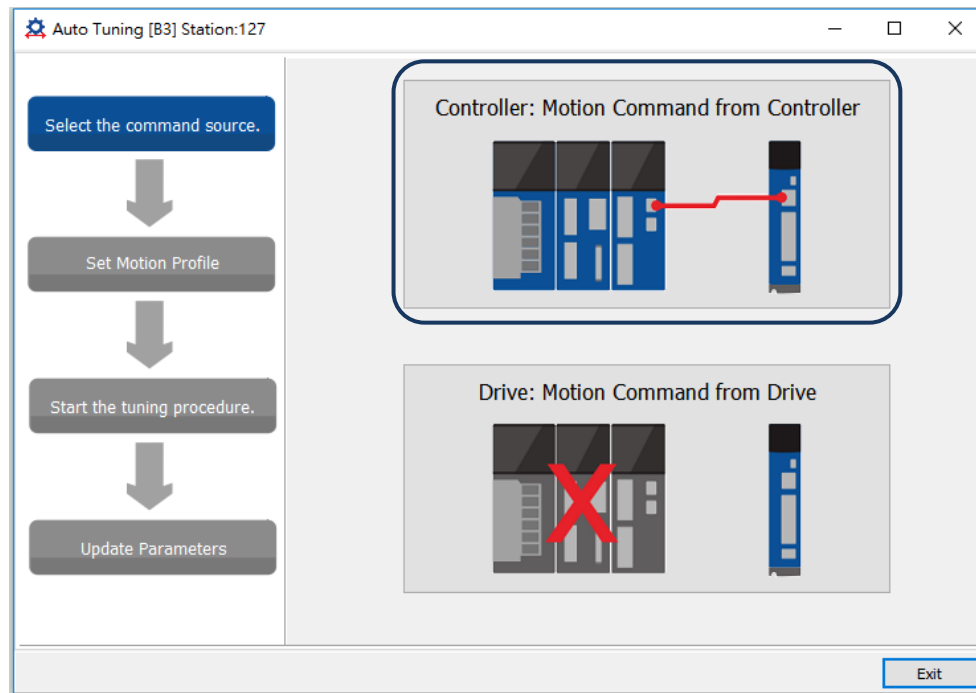 Auto Tuning [B3] Station:127
Select the command source.
Set Motion Profile
Start the tuning procedure.
Update Parameters
Controller: Motion Command from Controller
Drive: Motion Command from Drive
Exit